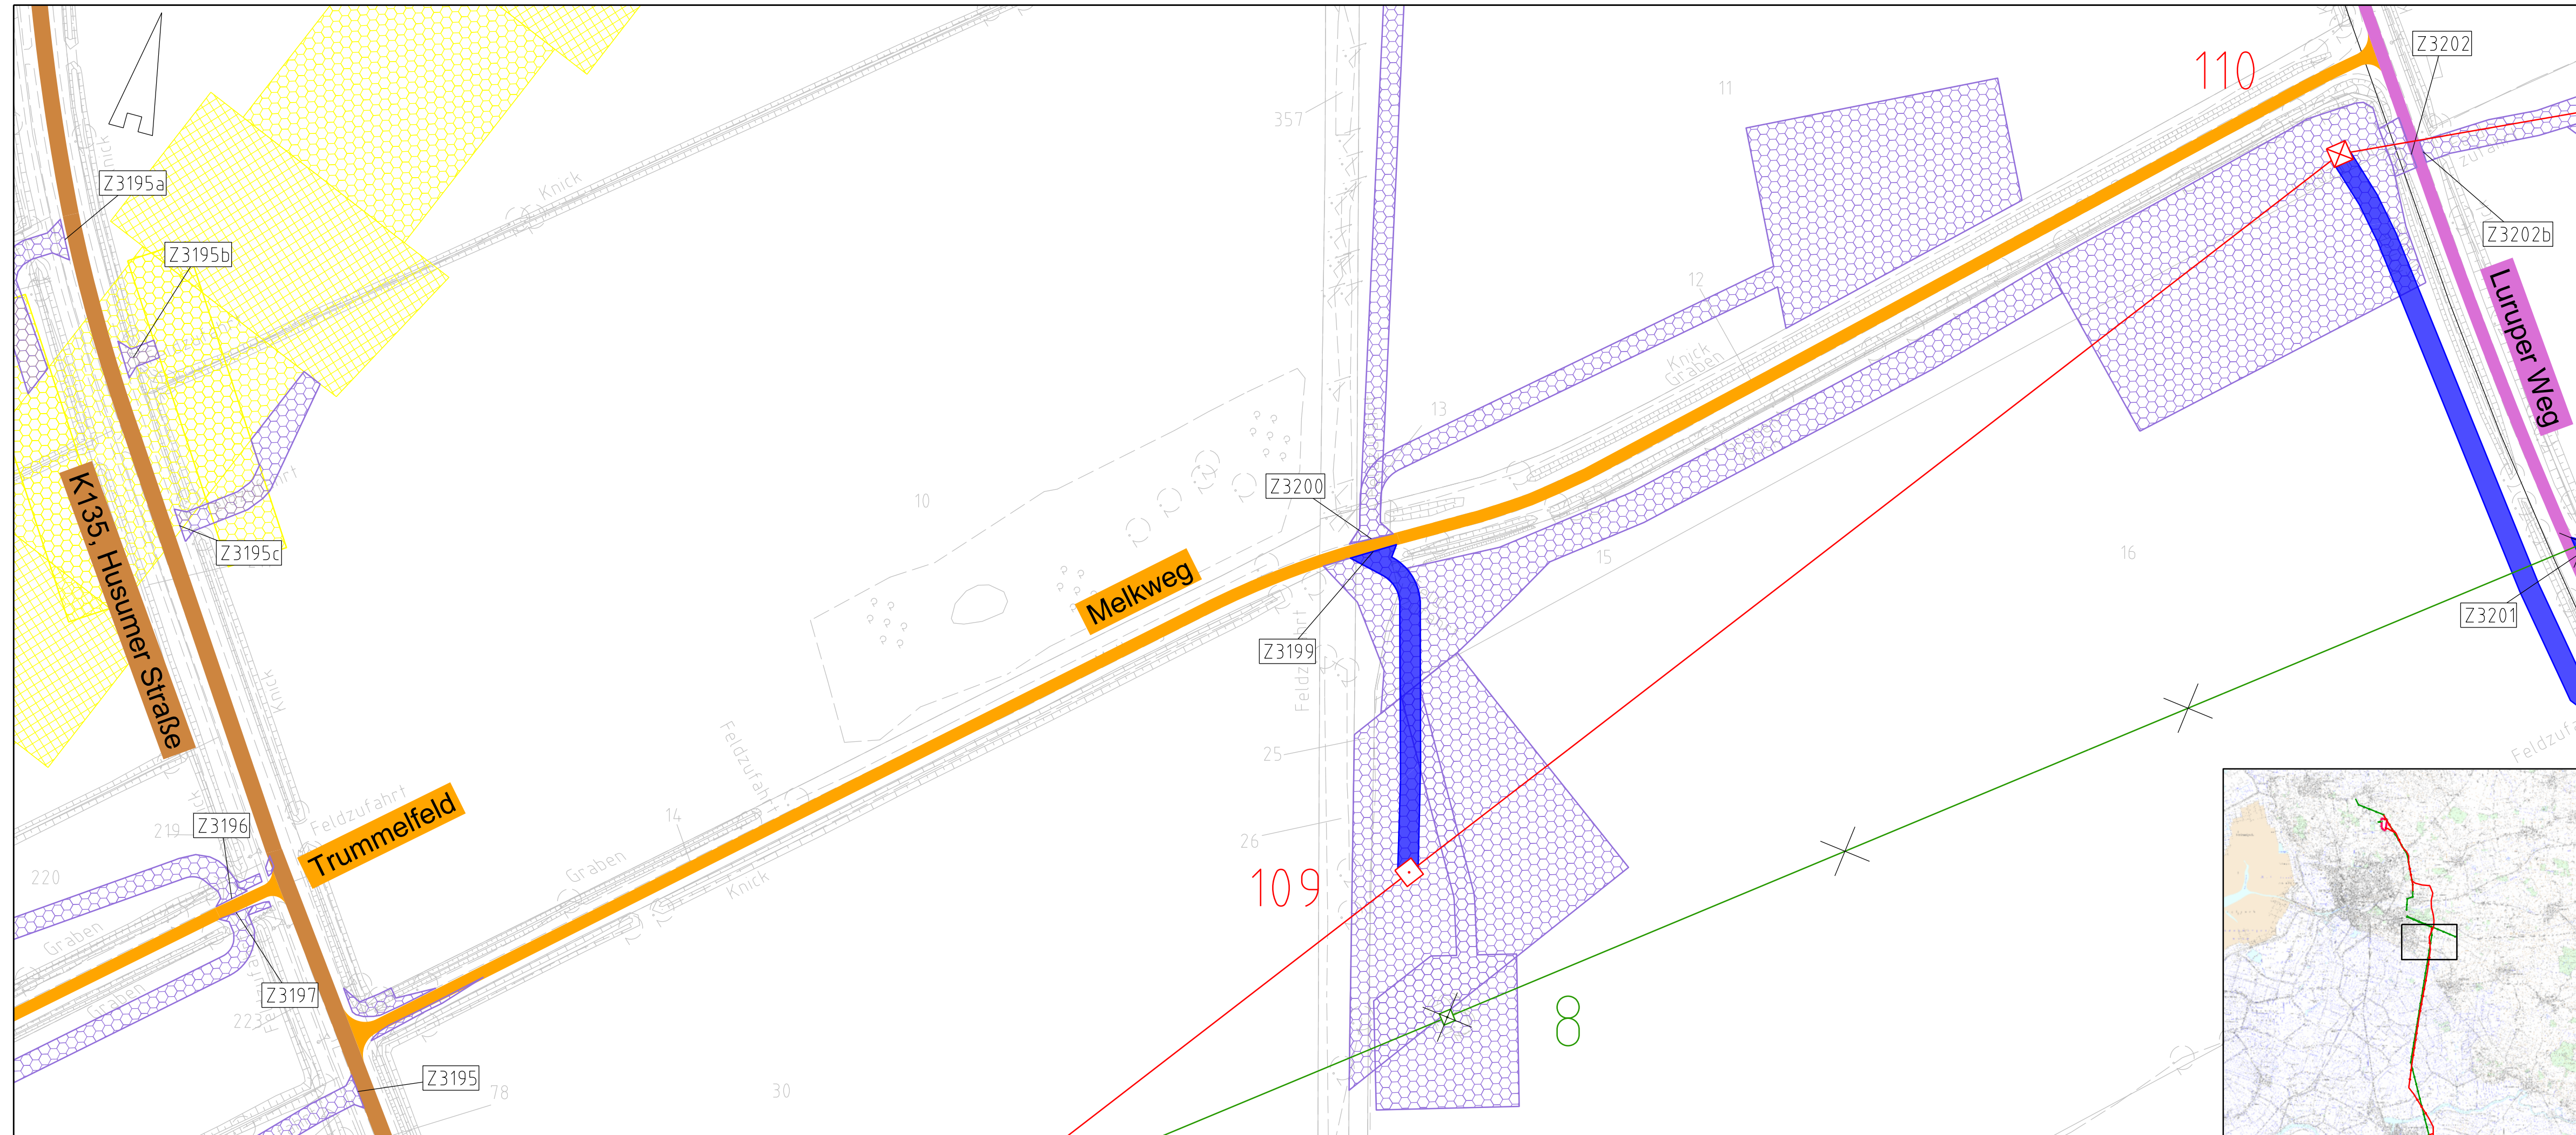 110
Z3202
11
357
Knick
Z3195a
Knick
Z3202b
Z3195b
Feldzufahrt
12
Luruper Weg
Knick
Graben
13
Z3200
10
K135, Husumer Straße
Z3195c
15
16
Melkweg
Z3201
Z3199
Knick
Feldzufahrt
25
Feldzufahrt
Trummelfeld
Feldzufahrt
14
Z3196
219
26
Graben
Knick
109
220
Graben
Z3197
Graben
223
8
Z3195
78
30